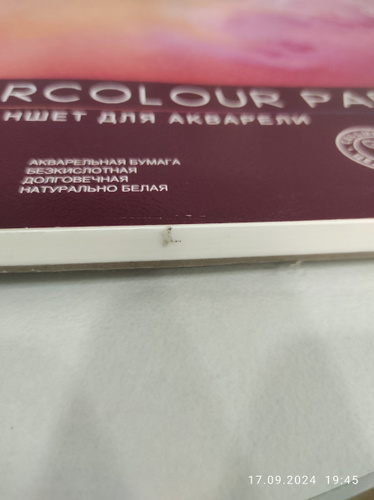 RCOLOUR PA
НШЕТ ДЛЯ АКВАРЕЛИ
АКВАРЕЛЬНАЯ БУМАГА
БЕЗКИСЛОТНАЯ
ДОЛГОВЕЧНАЯ
НАТУРАЛЬНО БЕЛАЯ
17.09.2024 19:45